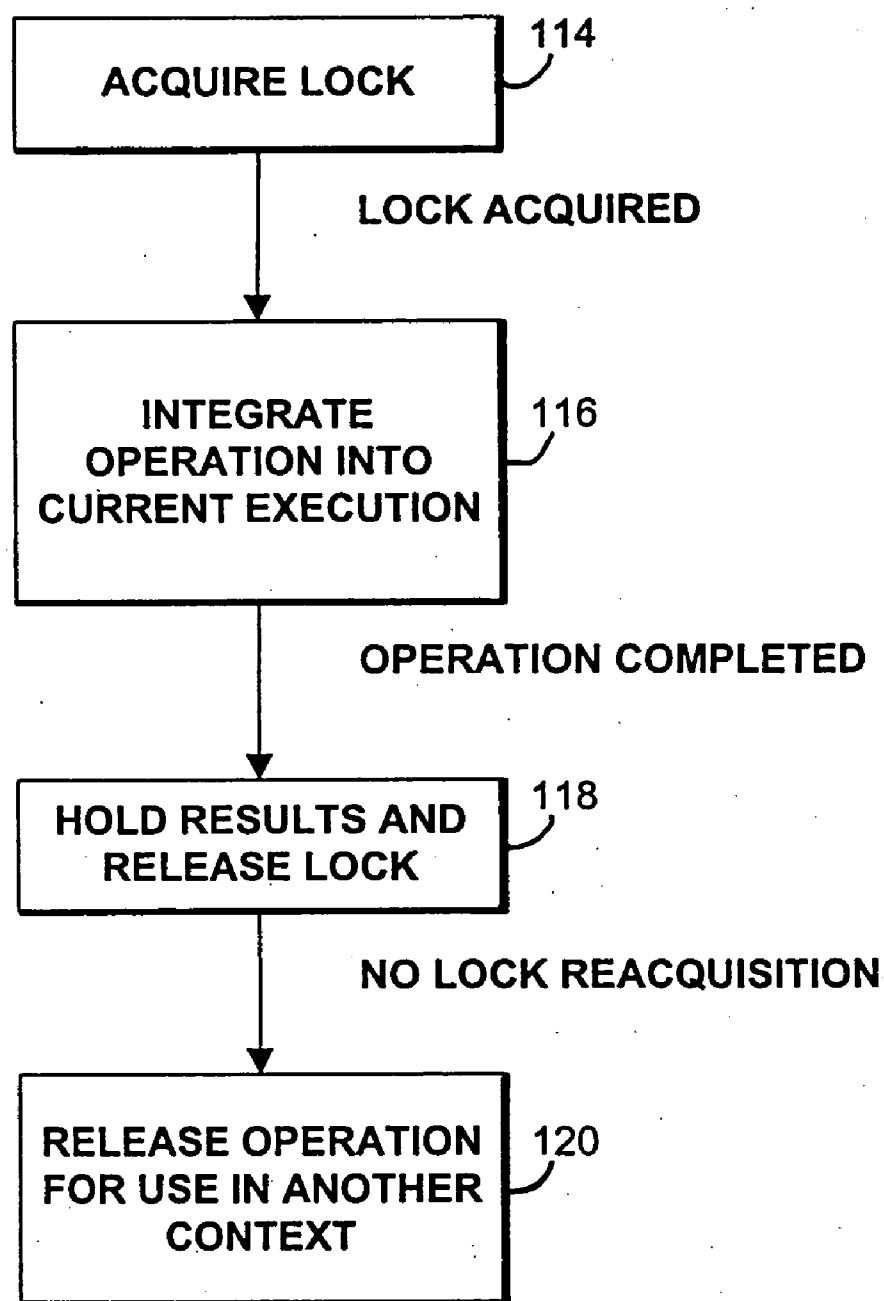 114
ACQUIRE LOCK
LOCK ACQUIRED
INTEGRATE
OPERATION INTO
CURRENT EXECUTION
116
OPERATION COMPLETED
HOLD RESULTS AND
RELEASE LOCK
118
NO LOCK REACQUISITION
RELEASE OPERATION
FOR USE IN ANOTHER
CONTEXT
120